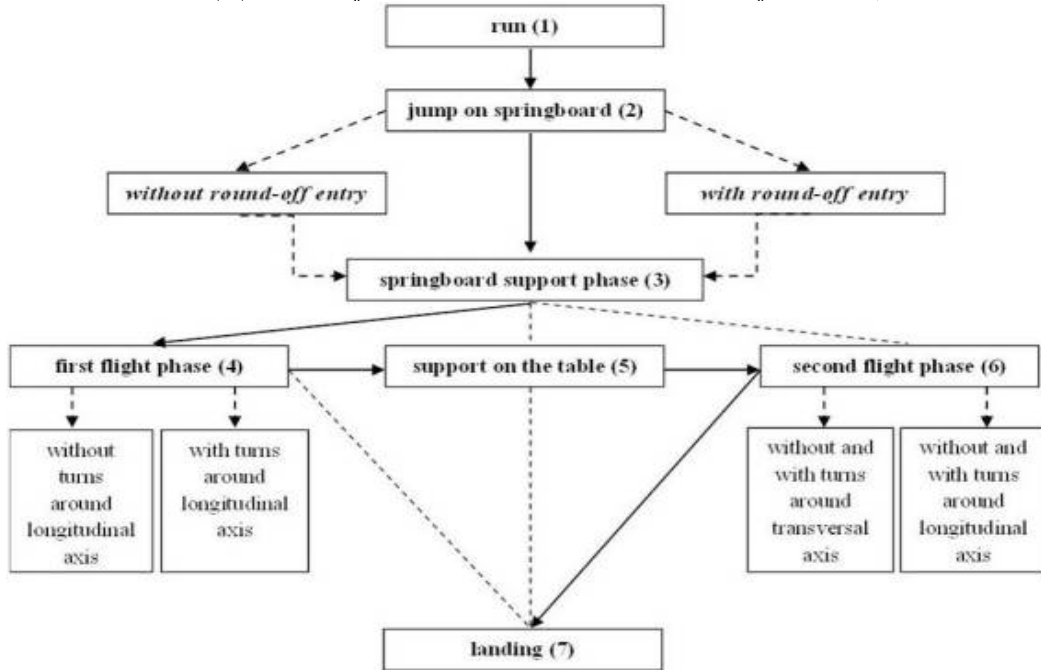 run (1)
jump on springboard (2)
without round-off entry
with round-off entry
springboard support phase (3)
first flight phase (4)
support on the table (5)
second flight phase (6)
without
turns
around
longitudinal
axis
with turns
around
longitudinal
axis
without and
with turns
around
transversal
axis
without and
with turns
around
longitudinal
axis
landing (7)